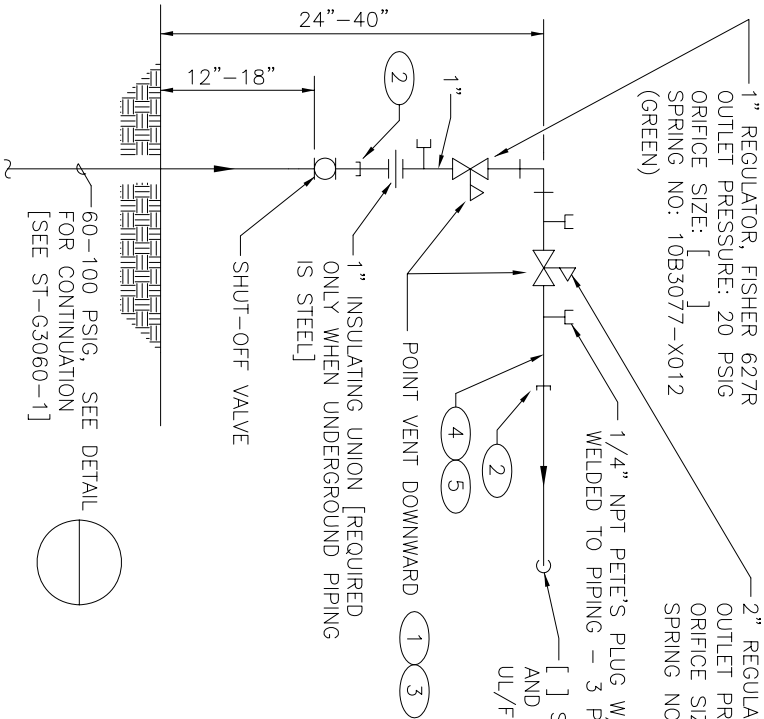 24"-40"
12"-18"
2
1"
1" REGULATOR, FISHER 627R
OUTLET PRESSURE: 20 PSIG
ORIFICE SIZE: [ ]
SPRING NO: 10B3077-X012
(GREEN)
2" REGULA
OUTLET PR
ORIFICE SIZ
SPRING NO
1/4" NPT PETE'S PLUG W/
WELDED TO PIPING - 3 P
[ ] S
AND
UL/F
2
4
5
POINT VENT DOWNWARD
1
3
1" INSULATING UNION [REQUIRED
ONLY WHEN UNDERGROUND PIPING
IS STEEL]
SHUT-OFF VALVE
60-100 PSIG, SEE DETAIL
FOR CONTINUATION
[SEE ST-G3060-1]